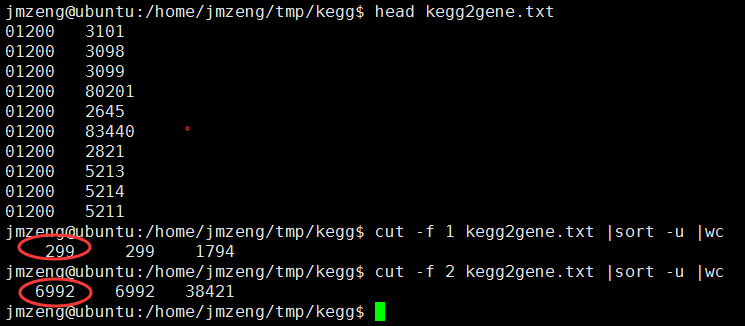 jmzeng@ubuntu:/home/jmzeng/tmp/kegg$ head kegg2gene.txt
01200 3101
01200 3098
01200 3099
01200 80201
01200 2645
01200 83440
01200 2821
01200 5213
01200 5214
01200 5211
jmzeng@ubuntu:/home/jmzeng/tmp/kegg$ cut -f 1 kegg2gene.txt |sort -u |wc
299 299 1794
jmzeng@ubuntu:/home/jmzeng/tmp/kegg$ cut -f 2 kegg2gene.txt |sort -u |wc
6992 6992 38421
jmzeng@ubuntu:/home/jmzeng/tmp/kegg$